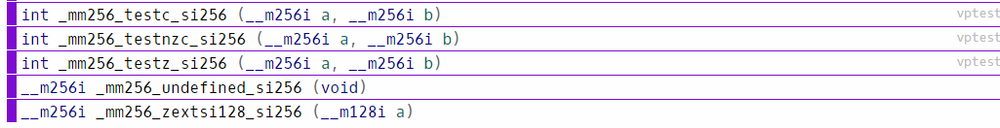 int _mm256_testc_si256 (__m256i a, __m256i b) vptest
int _mm256_testnzc_si256 (__m256i a, __m256i b) vptest
int _mm256_testz_si256 (__m256i a, __m256i b) vptest
__m256i _mm256_undefined_si256 (void)
__m256i _mm256_zextsi128_si256 (__m128i a)